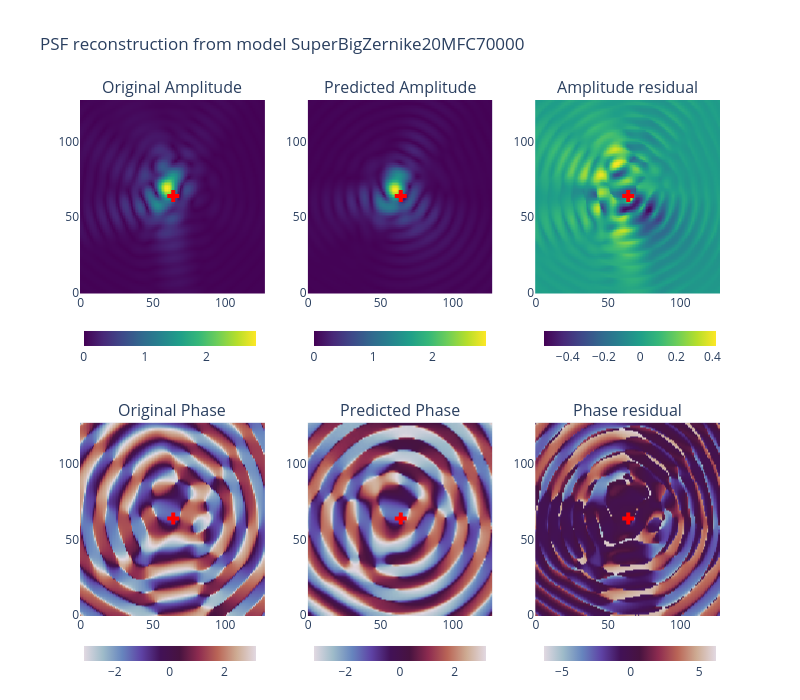 PSF reconstruction from model SuperBigZernike20MFC70000
Original Amplitude
Predicted Amplitude
Amplitude residual
100
50
0
0 50 100
100
50
0
0 50 100
100
50
0
0 50 100
0 1 2
0 1 2
−0.4 −0.2 0 0.2 0.4
Original Phase
Predicted Phase
Phase residual
100
50
0
0 50 100
100
50
0
0 50 100
100
50
0
0 50 100
−2 0 2
−2 0 2
−5 0 5